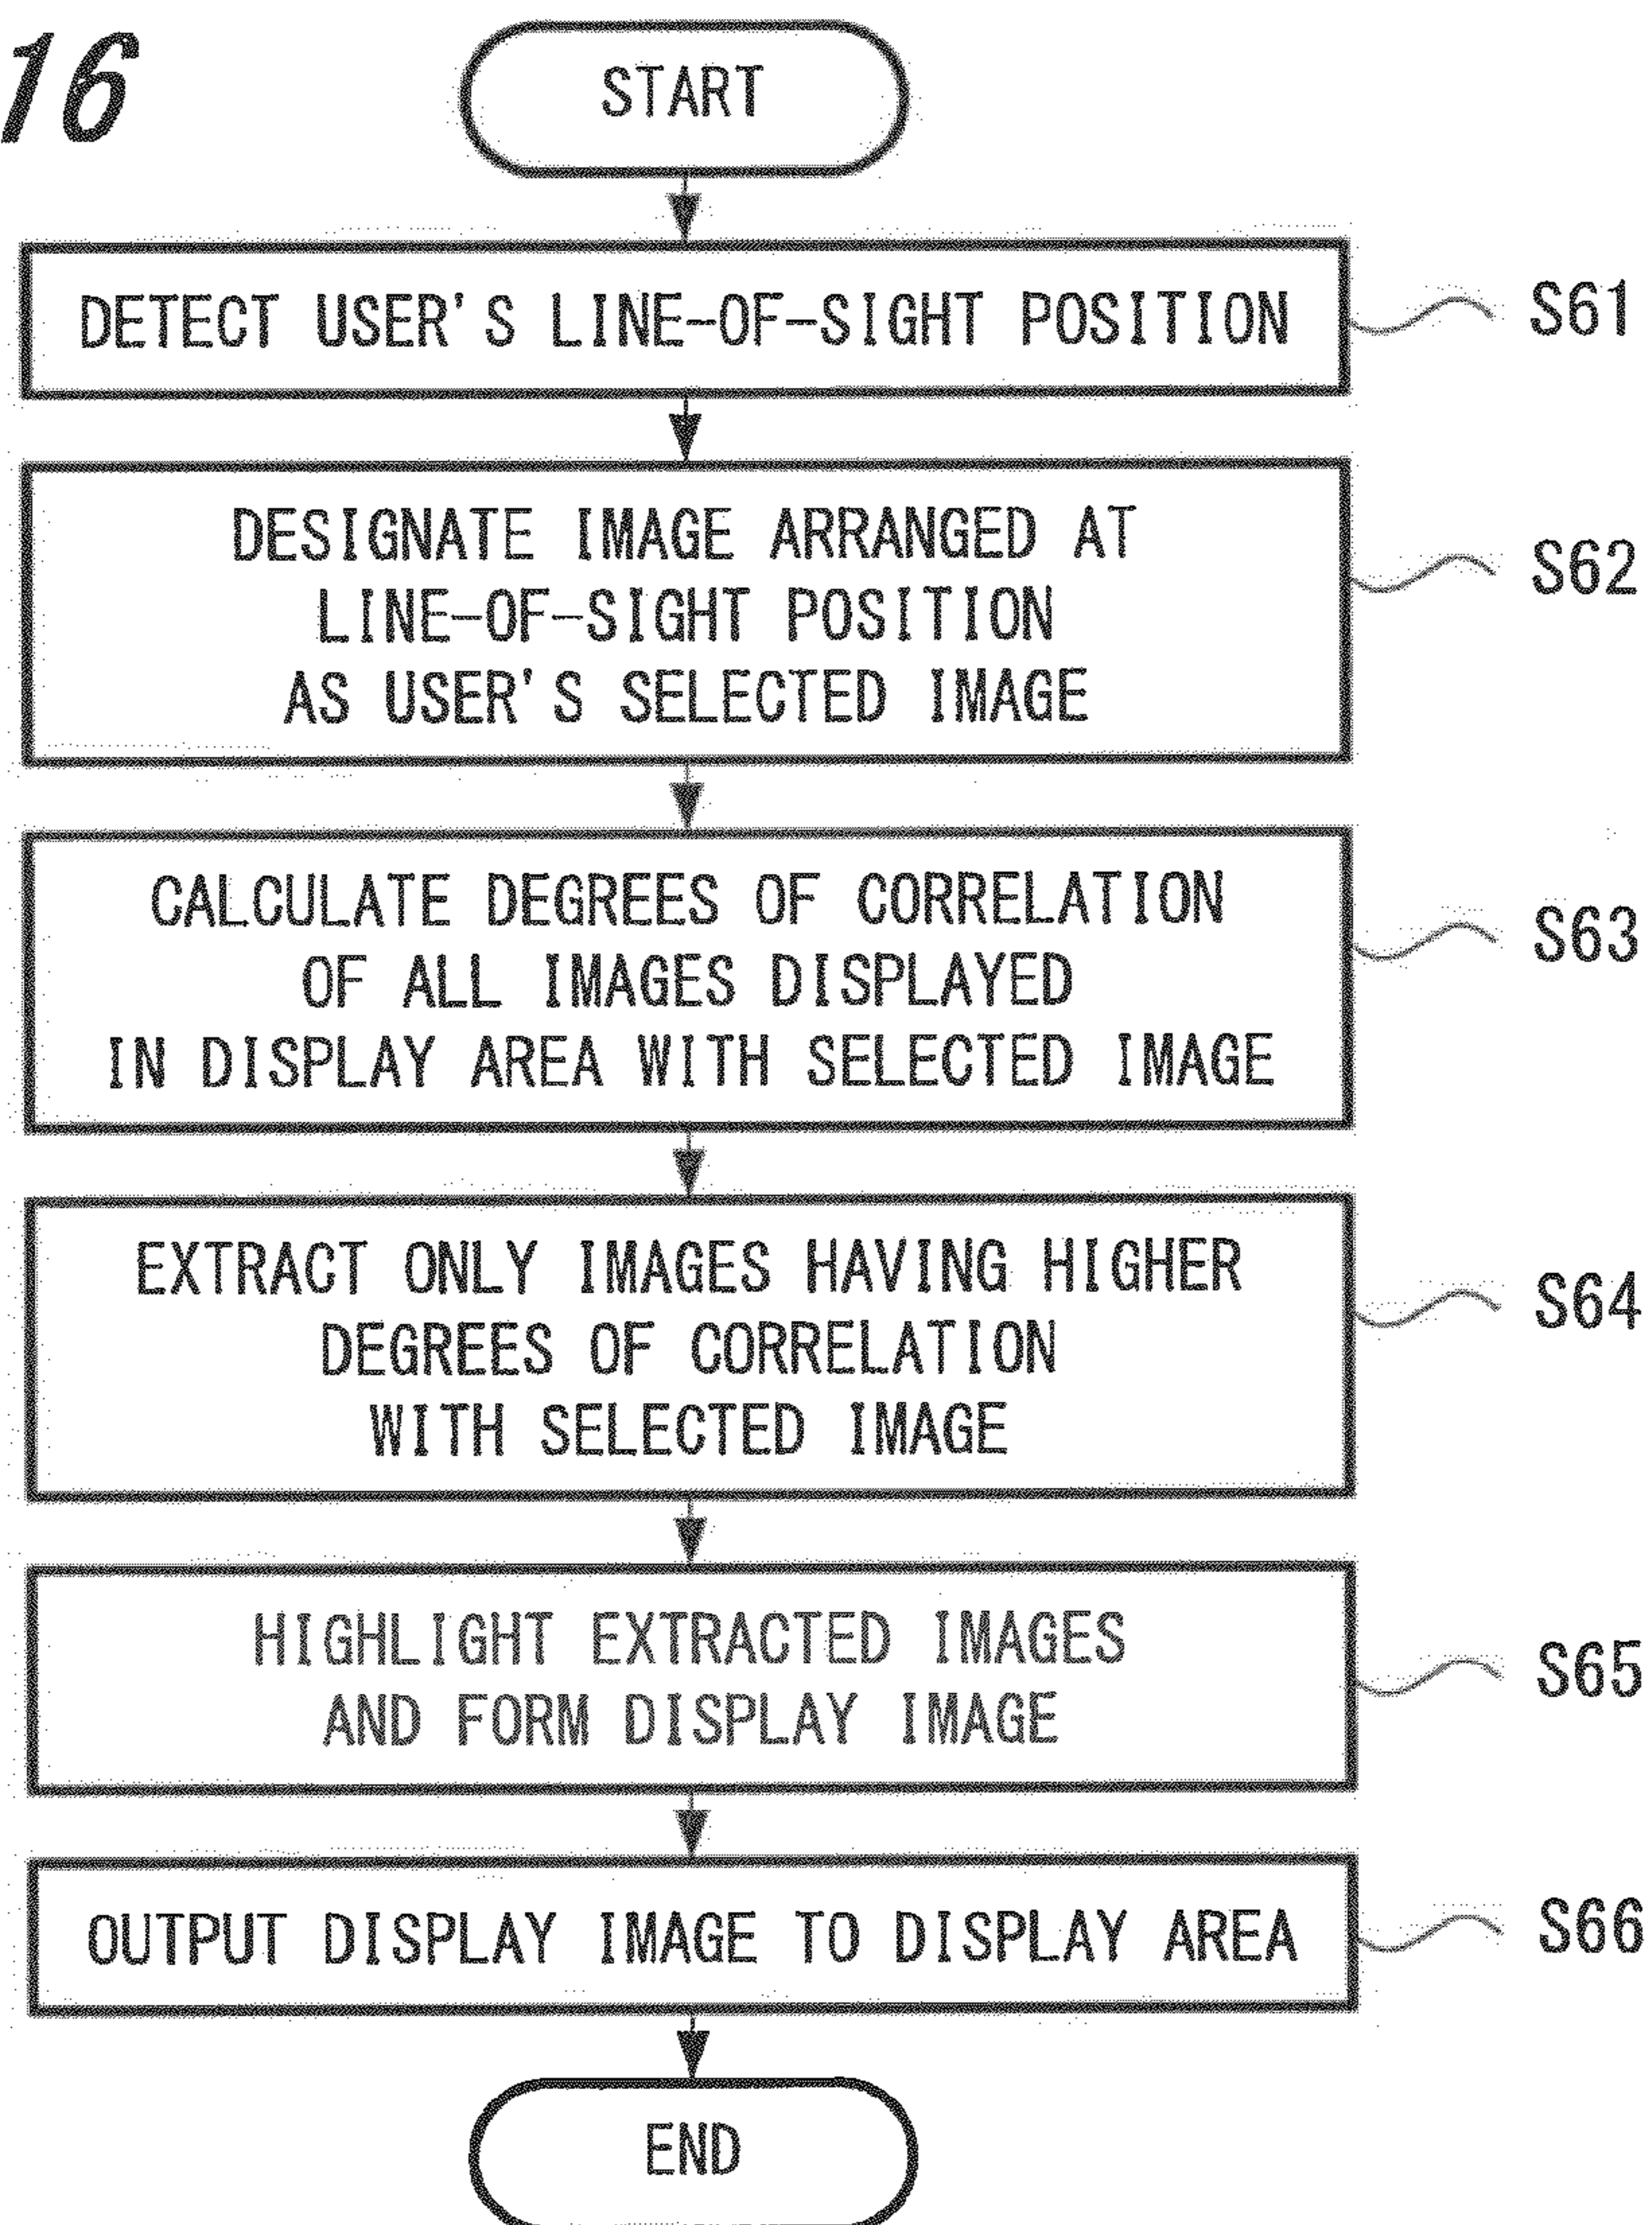 16
START
DETECT USER'S LINE-OF-SIGHT POSITION
S61
DESIGNATE IMAGE ARRANGED AT
LINE-OF-SIGHT POSITION
AS USER'S SELECTED IMAGE
S62
CALCULATE DEGREES OF CORRELATION
OF ALL IMAGES DISPLAYED
IN DISPLAY AREA WITH SELECTED IMAGE
S63
EXTRACT ONLY IMAGES HAVING HIGHER
DEGREES OF CORRELATION
WITH SELECTED IMAGE
S64
HIGHLIGHT EXTRACTED IMAGES
AND FORM DISPLAY IMAGE
S65
OUTPUT DISPLAY IMAGE TO DISPLAY AREA
S66
END